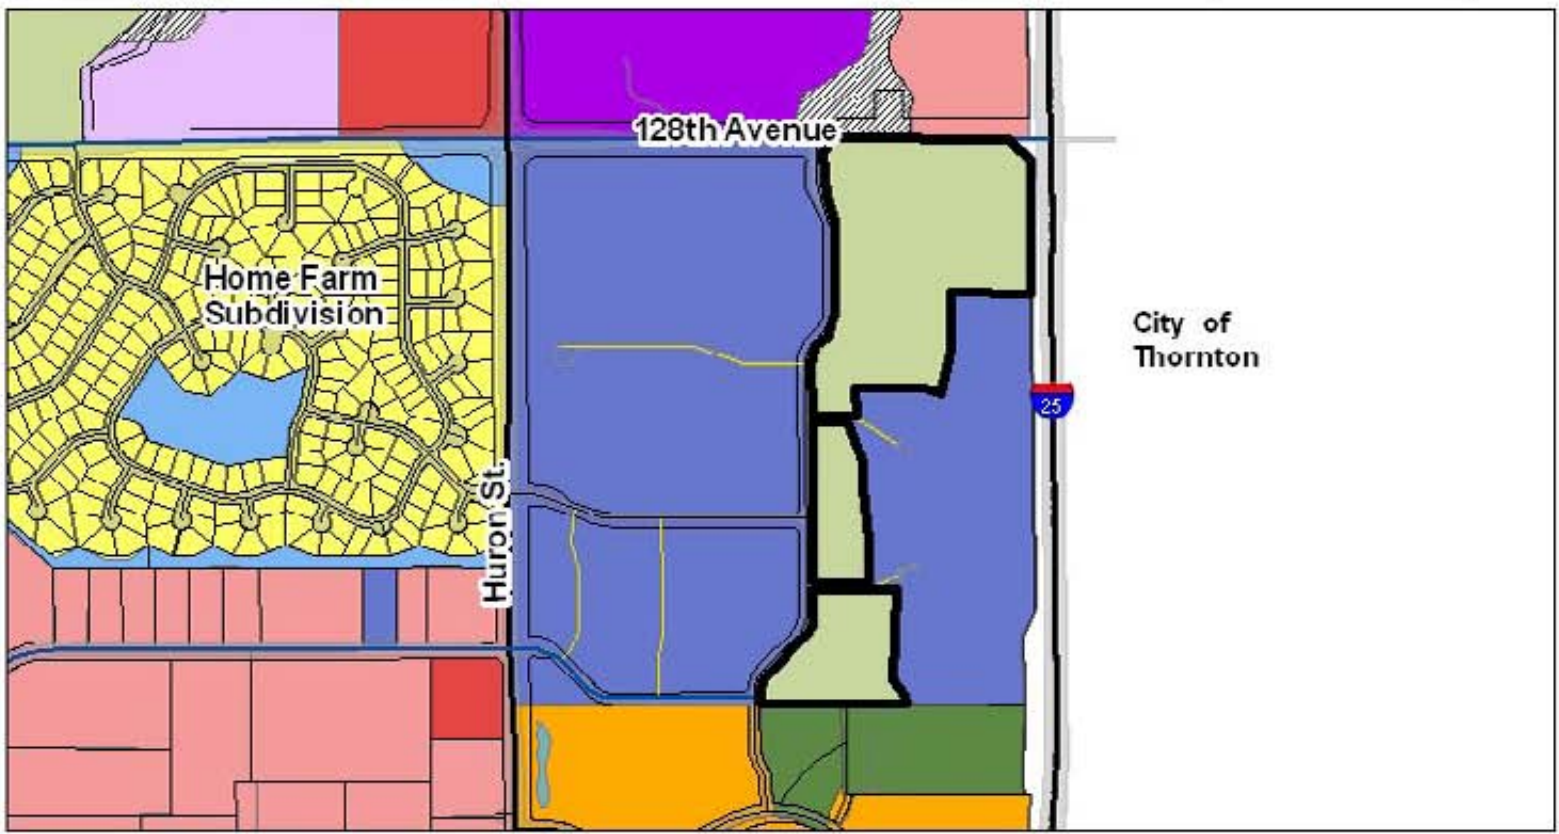 128th Avenue
Home Farm
Subdivision
City of
Thornton
25
Huron St.